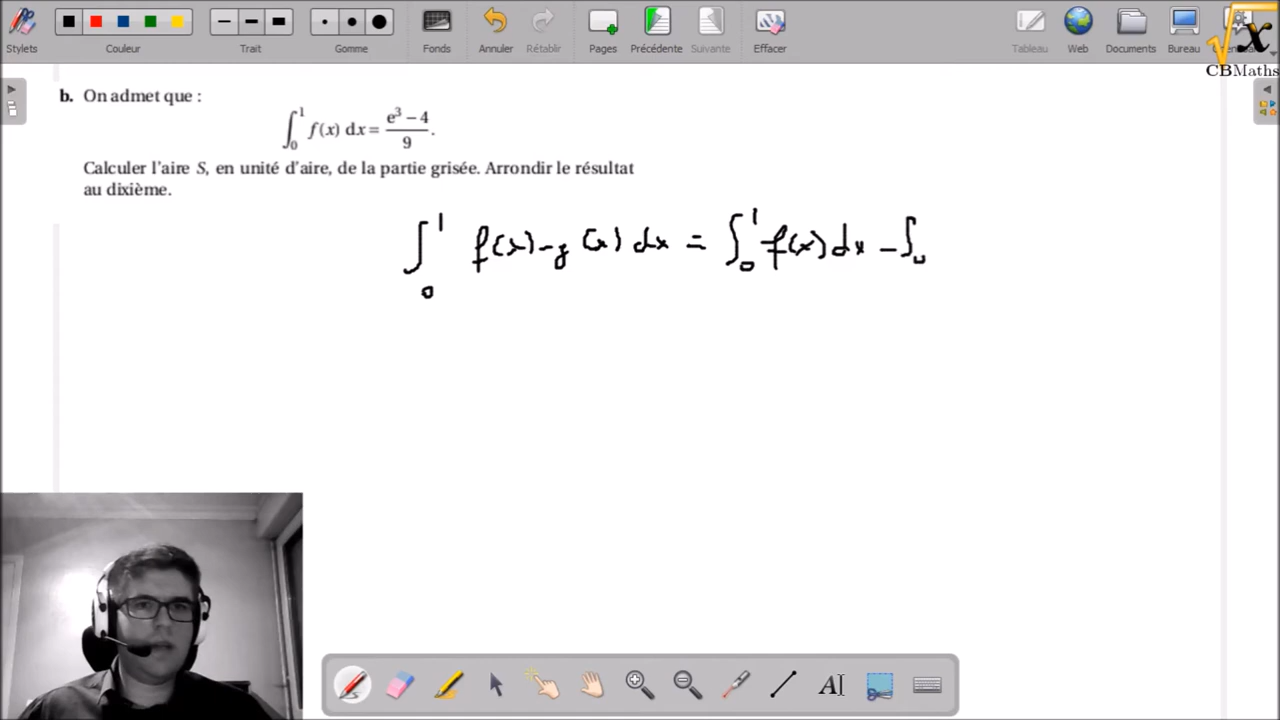 Stylets Couleur Trait Gomme Fonds Annuler Rétablir Pages Précédente Suivante Effacer Tableau Web Documents Bureau
CBMaths
b. On admet que :
∫₀¹ f(x) dx = (e³ − 4)/9.
Calculer l'aire S, en unité d'aire, de la partie grisée. Arrondir le résultat
au dixième.
∫₀¹ f(x) - g(x) dx = ∫₀¹ f(x) dx - ∫₀
AI